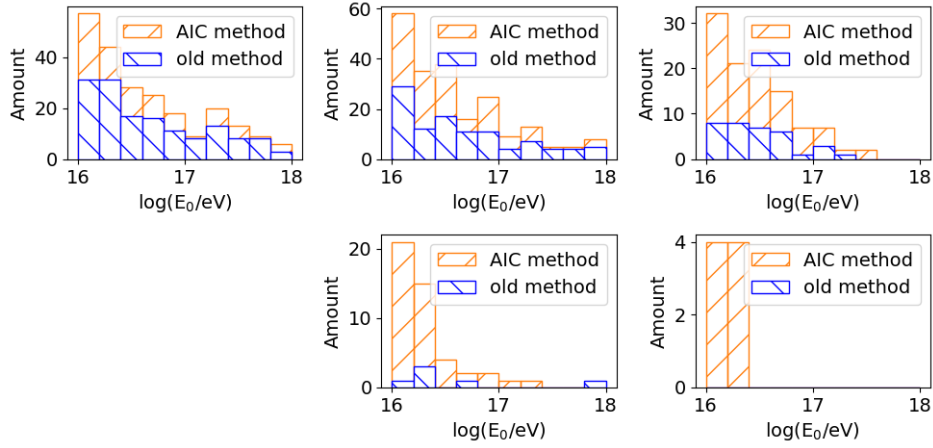 AIC method
old method
Amount
40
20
0
16
17
18
log(E₀/eV)
AIC method
old method
Amount
60
40
20
0
16
17
18
log(E₀/eV)
AIC method
old method
Amount
30
20
10
0
16
17
18
log(E₀/eV)
AIC method
old method
Amount
20
10
0
16
17
18
log(E₀/eV)
AIC method
old method
Amount
4
2
0
16
17
18
log(E₀/eV)